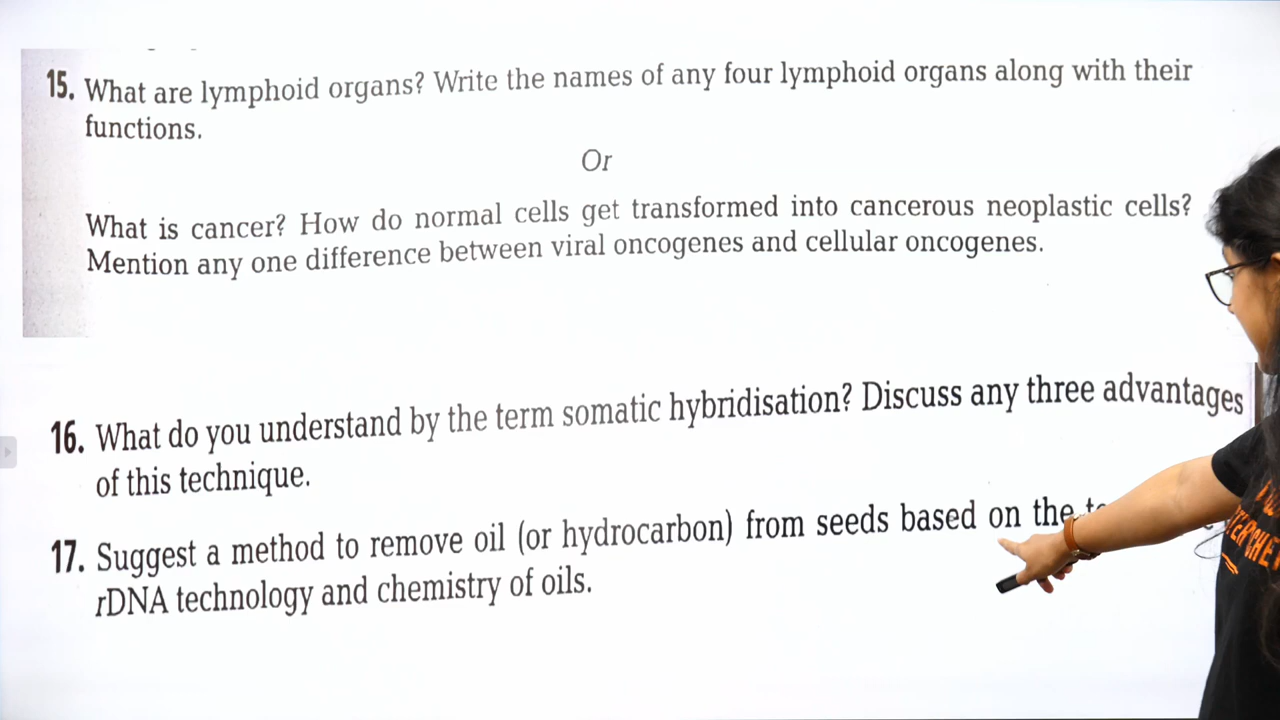 15. What are lymphoid organs? Write the names of any four lymphoid organs along with their
functions.
Or
What is cancer? How do normal cells get transformed into cancerous neoplastic cells?
Mention any one difference between viral oncogenes and cellular oncogenes.
16. What do you understand by the term somatic hybridisation? Discuss any three advantages
of this technique.
17. Suggest a method to remove oil (or hydrocarbon) from seeds based on the
rDNA technology and chemistry of oils.